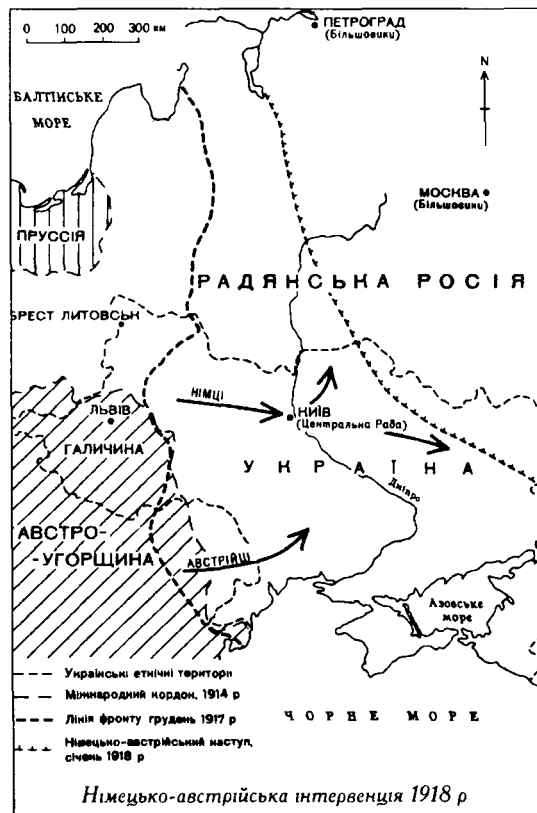 0 100 200 300 км
ПЕТРОГРАД
(Більшовики)
N
БАЛТІЙСЬКЕ
МОРЕ
МОСКВА
(Більшовики)
ПРУССІЯ
РАДЯНСЬКА РОСІЯ
БРЕСТ ЛИТОВСЬК
НІМЦІ
КИЇВ
(Центральна Рада)
ЛЬВІВ
ГАЛИЧИНА
УКРАЇНА
Дніпро
АВСТРО-
-УГОРЩИНА
АВСТРІЙЦІ
Азовське
море
Українські етнічні території
Міжнародний кордон, 1914 р
Лінія фронту грудень 1917 р
Німецько-австрійський наступ,
січень 1918 р
ЧОРНЕ МОРЕ
Німецько-австрійська інтервенція 1918 р